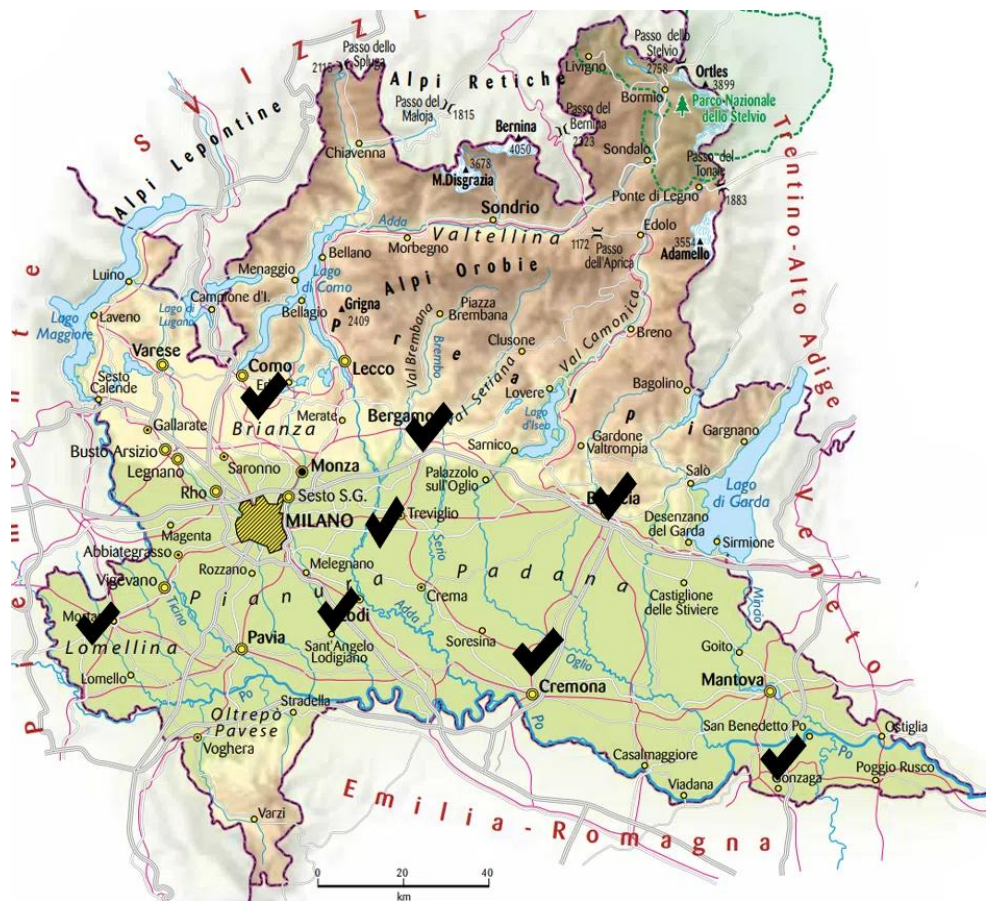 SVIZZE
Passo dello
Spluga
2115
Alpi Retiche
Passo dello
Stelvio
2758
Ortles
3899
Livigno
Bormio
Parco Nazionale
dello Stelvio
Alpi Lepontine
Passo del
Maloja
1815
Passo del
Bernina
2323
Bernina
4050
Chiavenna
3678
M.Disgrazia
Sondalo
Passo del
Tonale
1883
Ponte di Legno
Trentino-Alto Adige
Sondrio
Adda
Valtellina
Morbegno
1172
Passo
dell'Aprica
Edolo
3554
Adamello
Bellano
Alpi Orobie
Luino
Menaggio
Lago
di Como
Campione d'I.
Lago di
Lugano
Bellagio
Grigna
2409
Piazza
Brembana
Prealpi
Val Brembana
Brembo
Val Camonica
Breno
Laveno
Lago
Maggiore
Varese
Como
Lecco
Clusone
Val Seriana
Lovere
Lago
d'Iseo
Bagolino
Sesto
Calende
Merate
Bergamo
Brianza
Gallarate
Sarnico
Gardone
Valtrompia
Gargnano
Busto Arsizio
Legnano
Saronno
Monza
Palazzolo
sull'Oglio
Salò
Lago
di Garda
Rho
Sesto S.G.
MILANO
Treviglio
Desenzano
del Garda
Sirmione
Magenta
Abbiategrasso
Serio
Melegnano
Rozzano
Vigevano
Crema
Pianura Padana
Castiglione
delle Stiviere
Mincio
Veneto
Piemonte
Ticino
Adda
Lomellina
Pavia
Sant'Angelo
Lodigiano
Soresina
Oglio
Goito
Lomello
Po
Stradella
Cremona
Mantova
Oltrepò
Pavese
Po
San Benedetto Po
Ostiglia
Voghera
Casalmaggiore
Po
Viadana
Poggio Rusco
Varzi
Emilia-Romagna
0 20 40
km